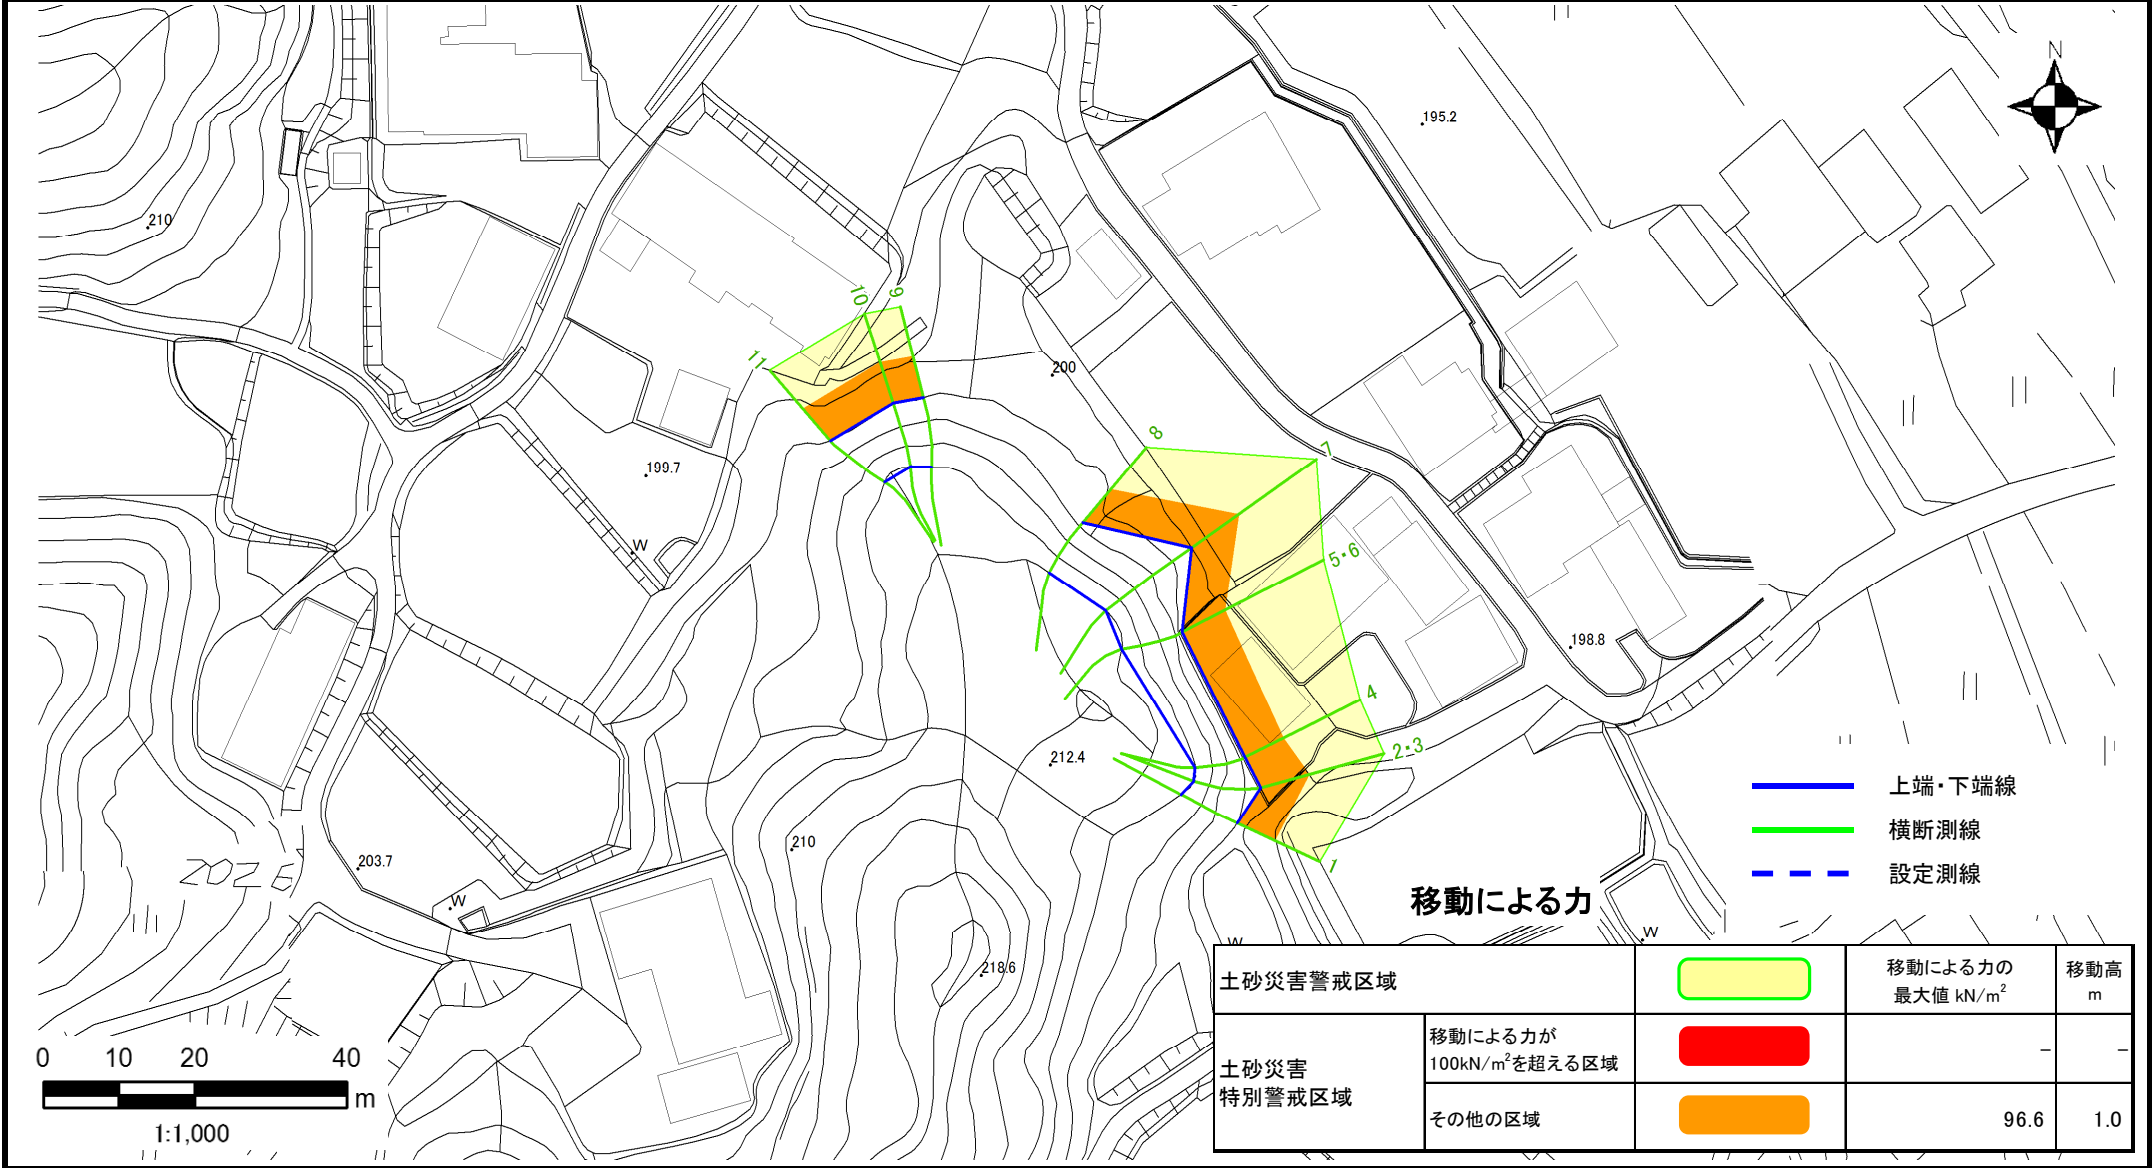 N
195.2
210
10
9
11
200
8
7
199.7
W
5・6
198.8
4
2・3
212.4
210
1
203.7
W
218.6
W
W
上端・下端線
横断測線
設定測線
移動による力
土砂災害警戒区域
移動による力の
最大値 kN/m²
移動高
m
土砂災害
特別警戒区域
移動による力が
100kN/m²を超える区域
－
－
その他の区域
96.6
1.0
0 10 20 40
m
1:1,000